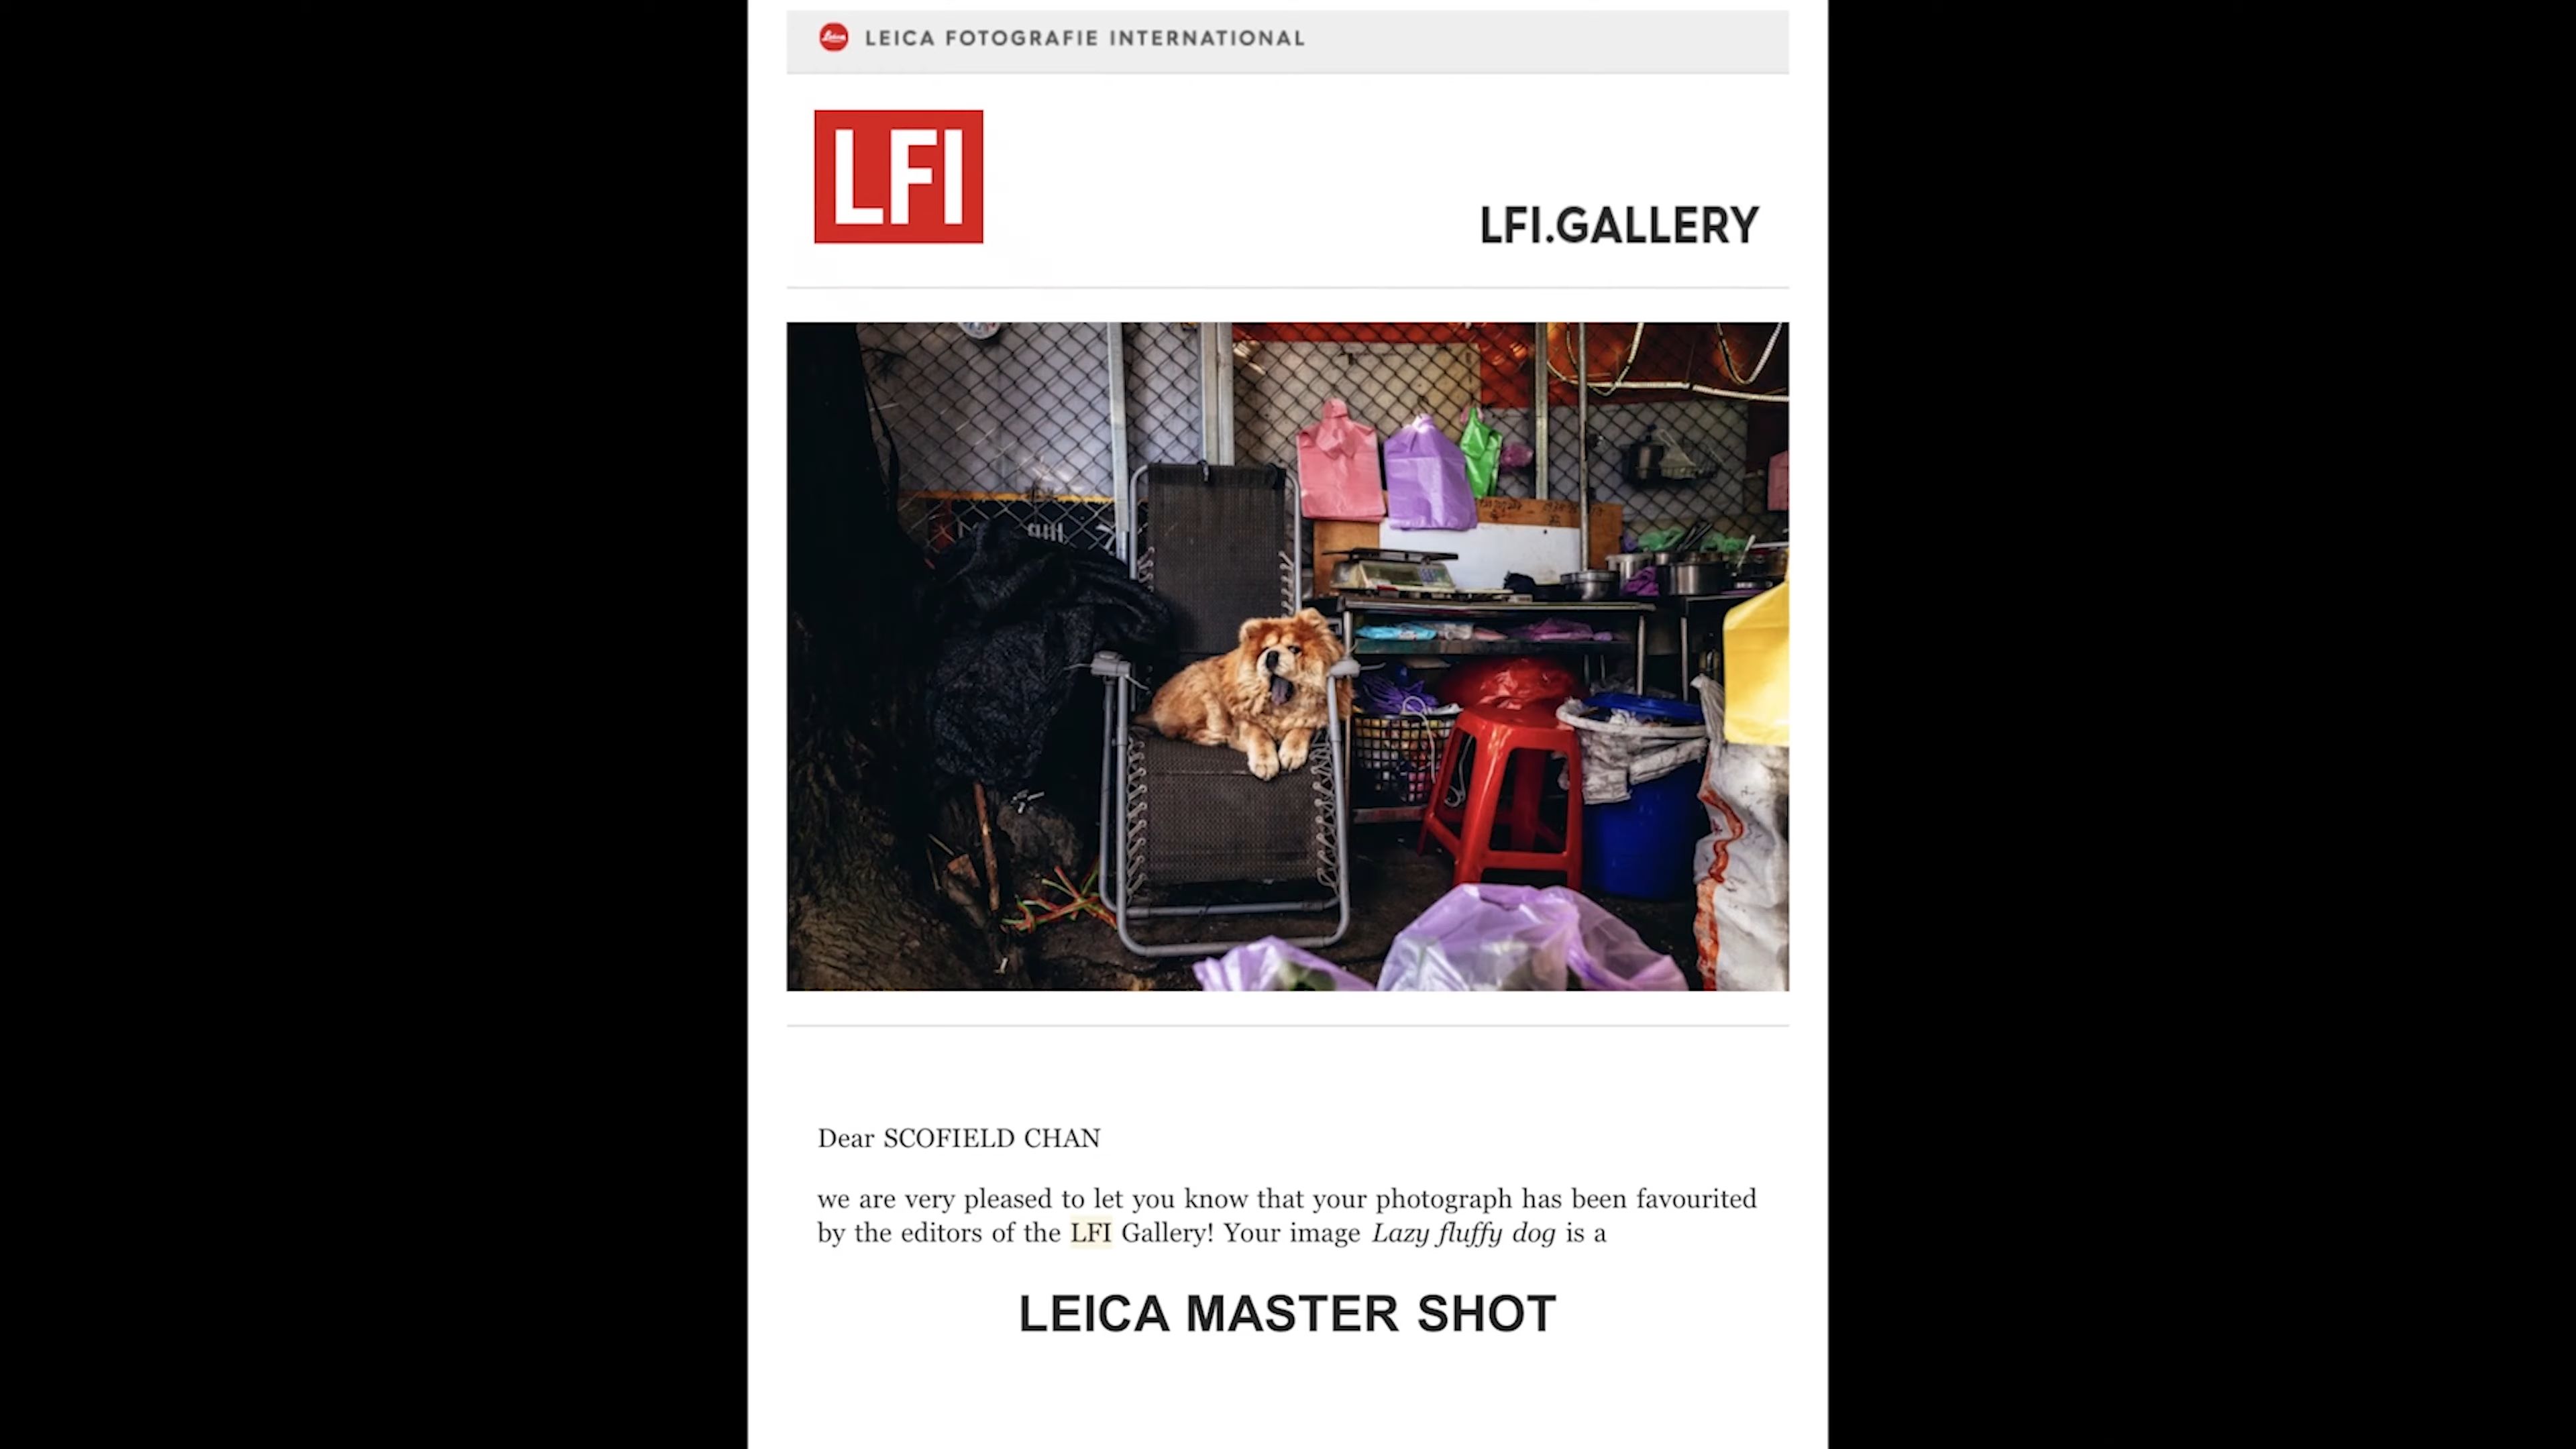 LEICA FOTOGRAFIE INTERNATIONAL
LFI
LFI.GALLERY
Dear SCOFIELD CHAN
we are very pleased to let you know that your photograph has been favourited
by the editors of the LFI Gallery! Your image Lazy fluffy dog is a
LEICA MASTER SHOT